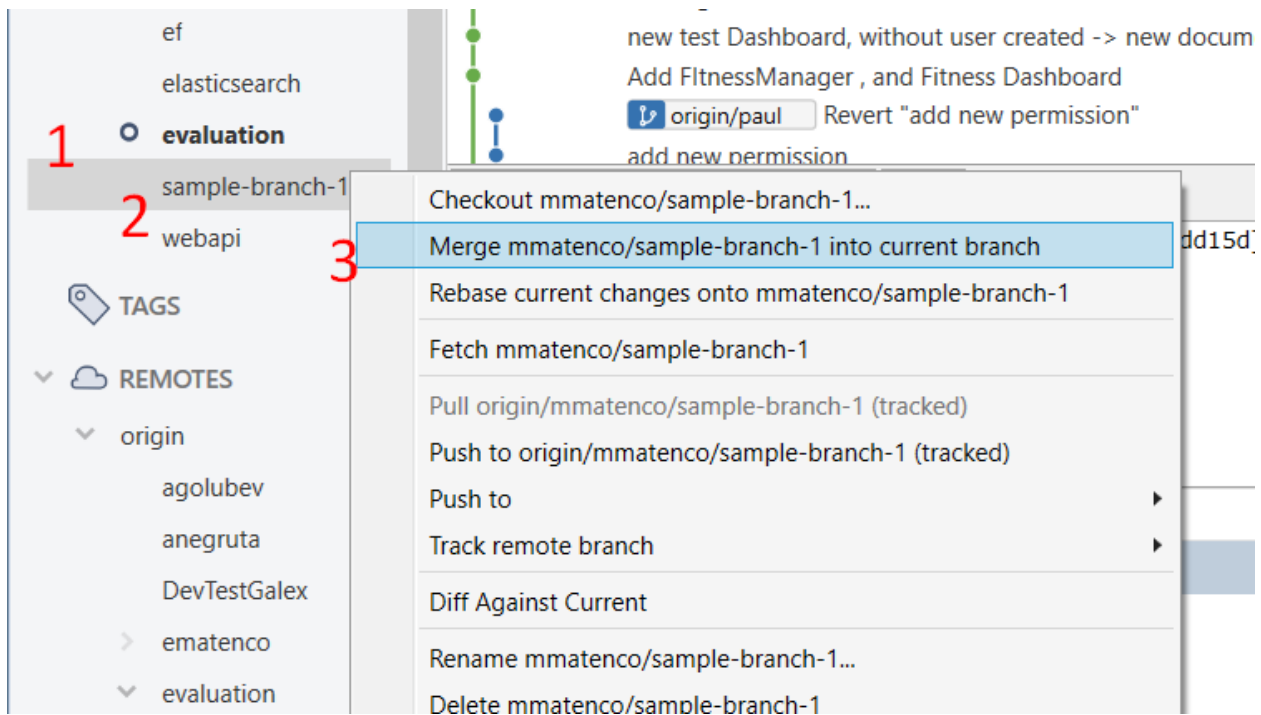 ef
elasticsearch
1
evaluation
sample-branch-1
2
webapi
TAGS
REMOTES
origin
agolubev
anegruta
DevTestGalex
ematenco
evaluation
new test Dashboard, without user created -> new docum
Add FItnessManager , and Fitness Dashboard
origin/paul Revert "add new permission"
add new permission
dd15d]
Checkout mmatenco/sample-branch-1...
3
Merge mmatenco/sample-branch-1 into current branch
Rebase current changes onto mmatenco/sample-branch-1
Fetch mmatenco/sample-branch-1
Pull origin/mmatenco/sample-branch-1 (tracked)
Push to origin/mmatenco/sample-branch-1 (tracked)
Push to
Track remote branch
Diff Against Current
Rename mmatenco/sample-branch-1...
Delete mmatenco/sample-branch-1